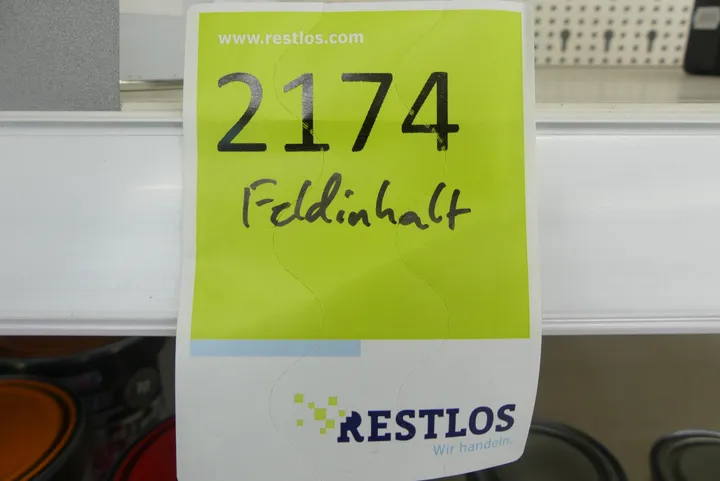 www.restlos.com
2174
Feldinhalt
RESTLOS
Wir handeln.